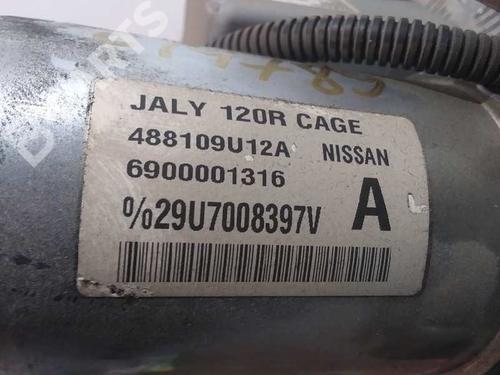 JALY 120R CAGE
488109U12A NISSAN
6900001316
%29U7008397V A